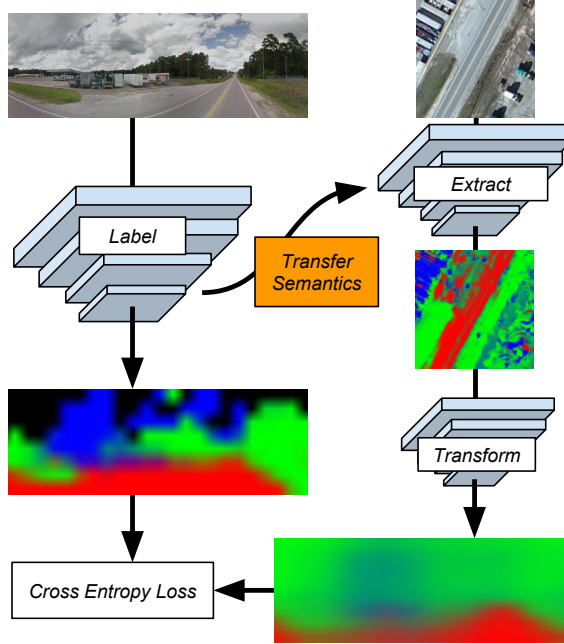 Label
Extract
Transfer
Semantics
Transform
Cross Entropy Loss